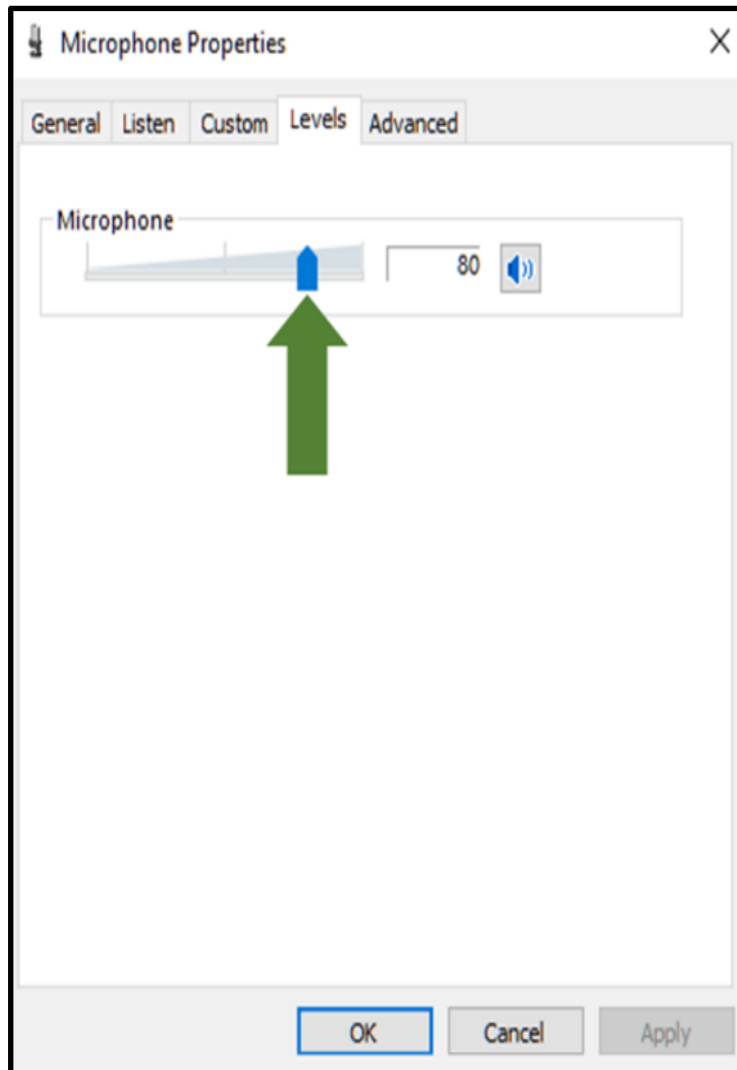 Microphone Properties
General Listen Custom Levels Advanced
Microphone
80
OK Cancel Apply